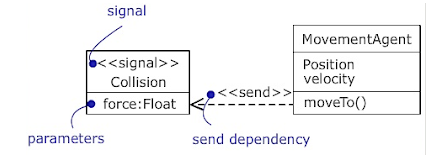 signal
<<signal>>
Collision
force:Float
parameters
<<send>>
send dependency
MovementAgent
Position
velocity
moveTo()